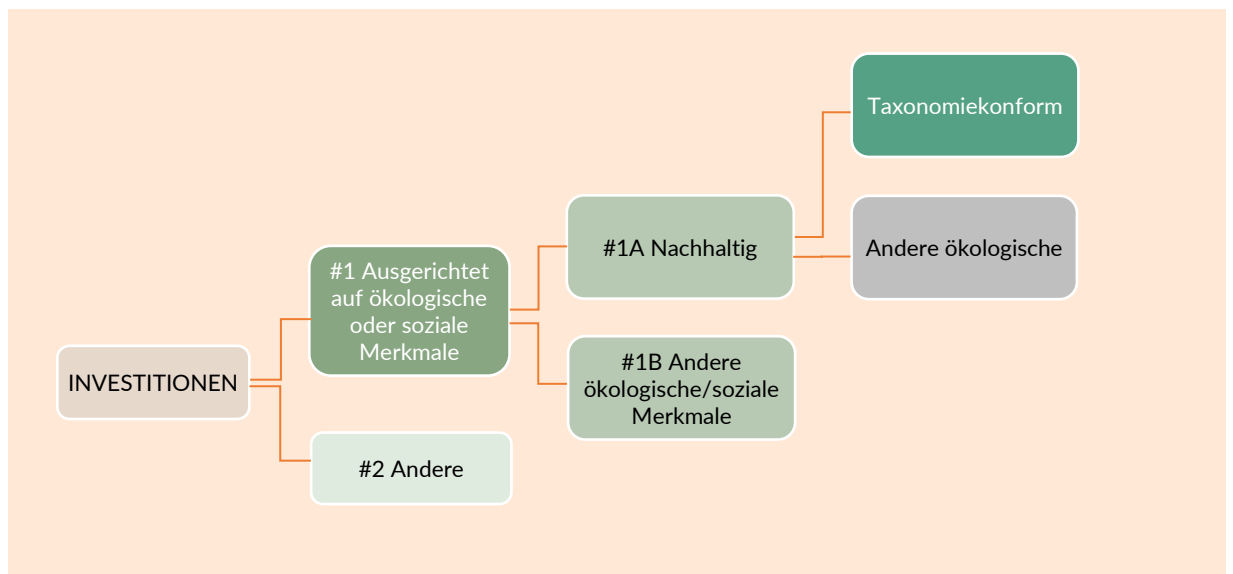 INVESTITIONEN
#1 Ausgerichtet
auf ökologische
oder soziale
Merkmale
#2 Andere
#1A Nachhaltig
#1B Andere
ökologische/soziale
Merkmale
Taxonomiekonform
Andere ökologische